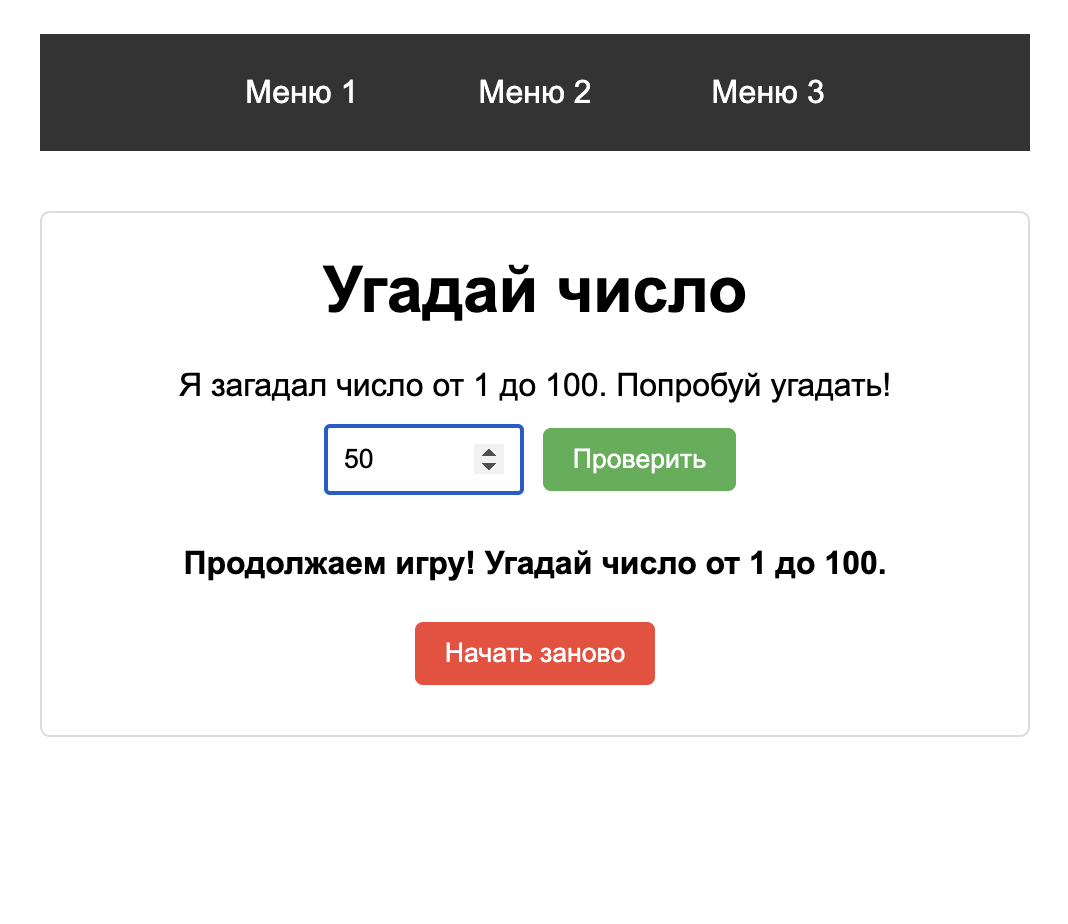 Меню 1 Меню 2 Меню 3
Угадай число
Я загадал число от 1 до 100. Попробуй угадать!
50 Проверить
Продолжаем игру! Угадай число от 1 до 100.
Начать заново